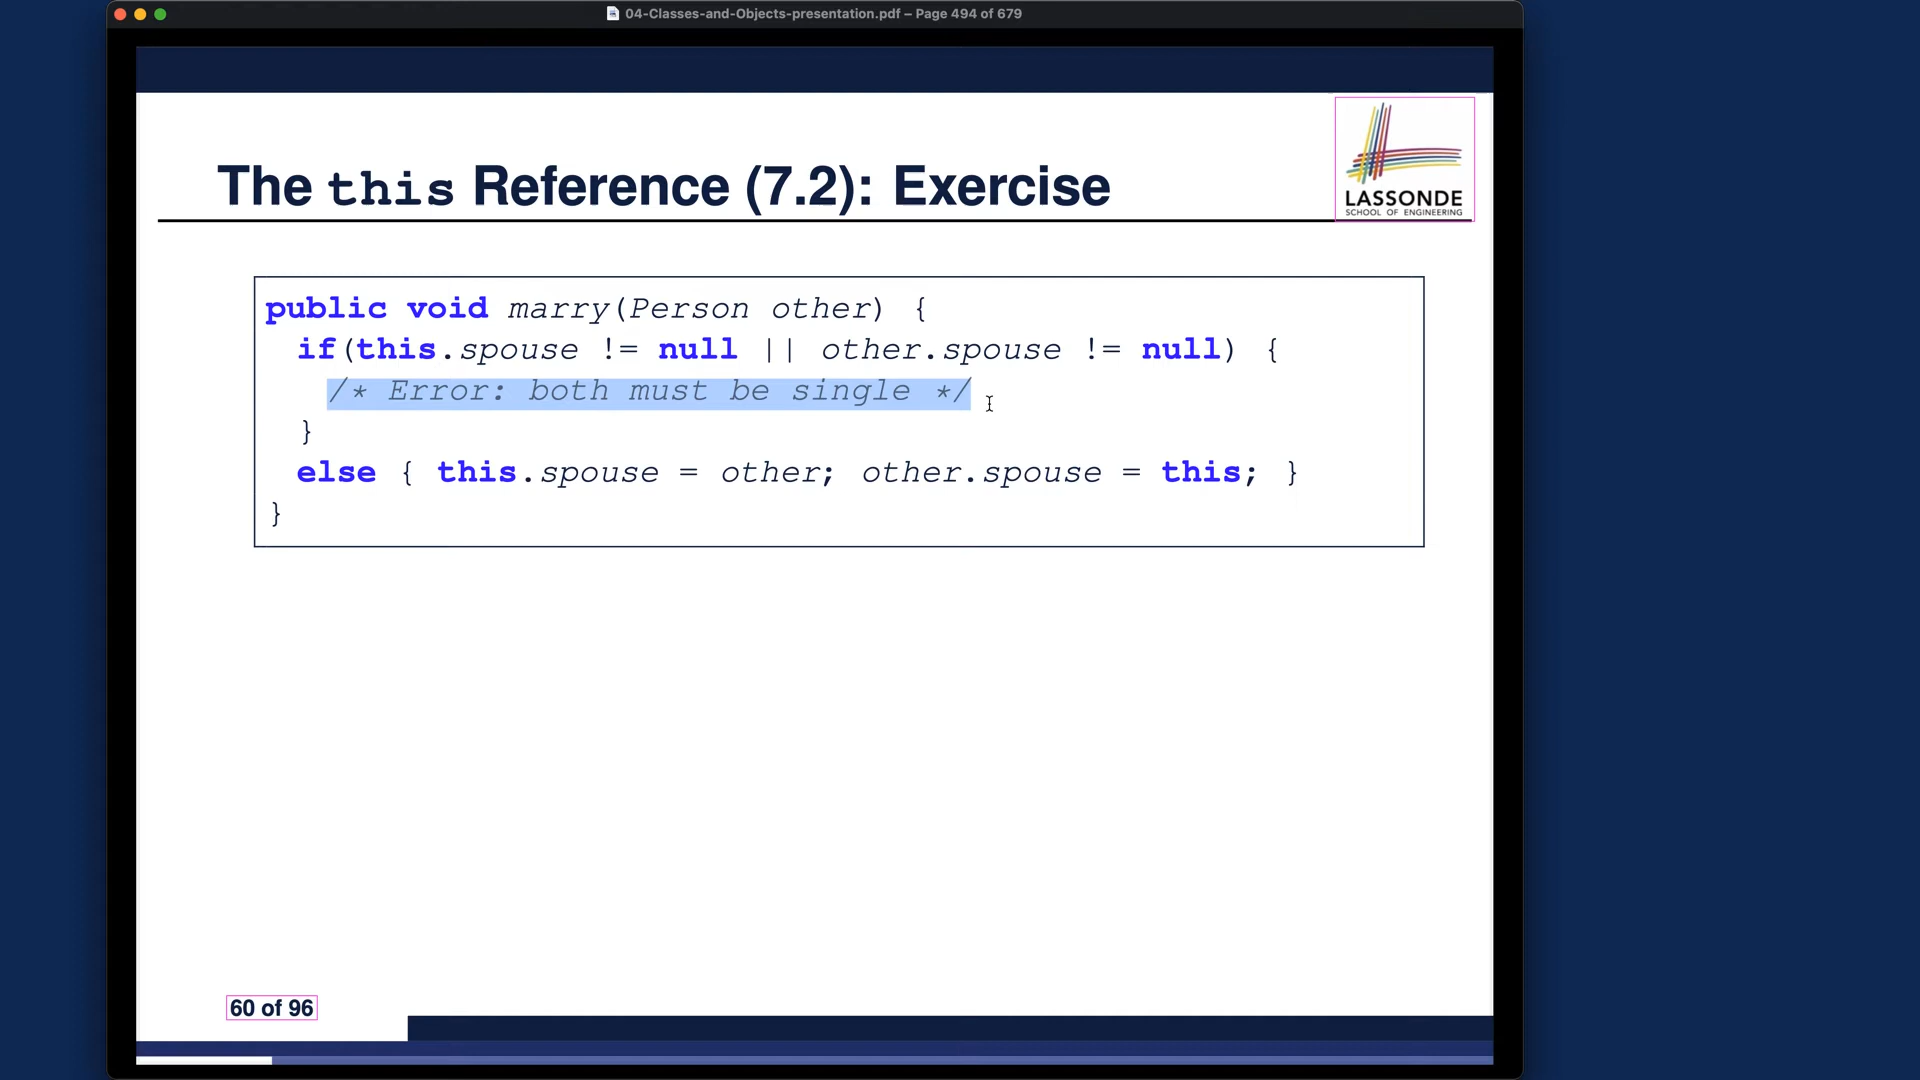 04-Classes-and-Objects-presentation.pdf – Page 494 of 679
The this Reference (7.2): Exercise
LASSONDE
SCHOOL OF ENGINEERING
public void marry(Person other) {
if(this.spouse != null || other.spouse != null) {
/* Error: both must be single */
}
else { this.spouse = other; other.spouse = this; }
}
60 of 96